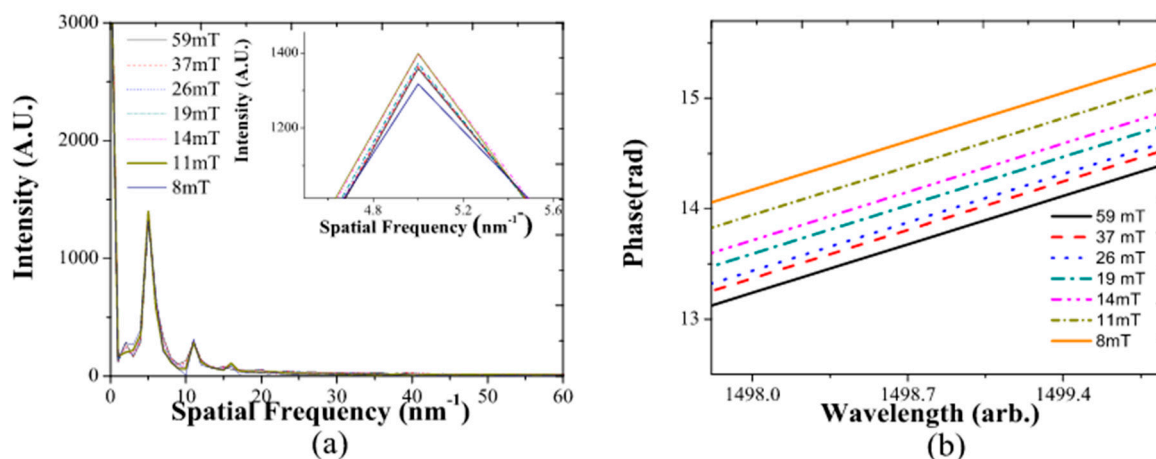 3000
2000
1000
0
Intensity (A.U.)
59mT
37mT
26mT
19mT
14mT
11mT
8mT
1400
1200
Intensity (A.U.)
4.8 5.2 5.6
Spatial Frequency (nm⁻¹)
0 10 20 30 40 50 60
Spatial Frequency (nm⁻¹)
(a)
15
14
13
Phase(rad)
59 mT
37 mT
26 mT
19 mT
14mT
11mT
8mT
1498.0 1498.7 1499.4
Wavelength (arb.)
(b)